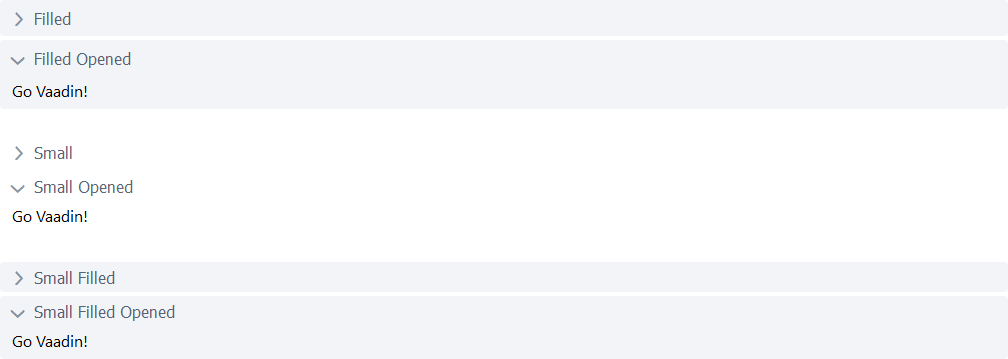 Filled
Filled Opened
Go Vaadin!
Small
Small Opened
Go Vaadin!
Small Filled
Small Filled Opened
Go Vaadin!